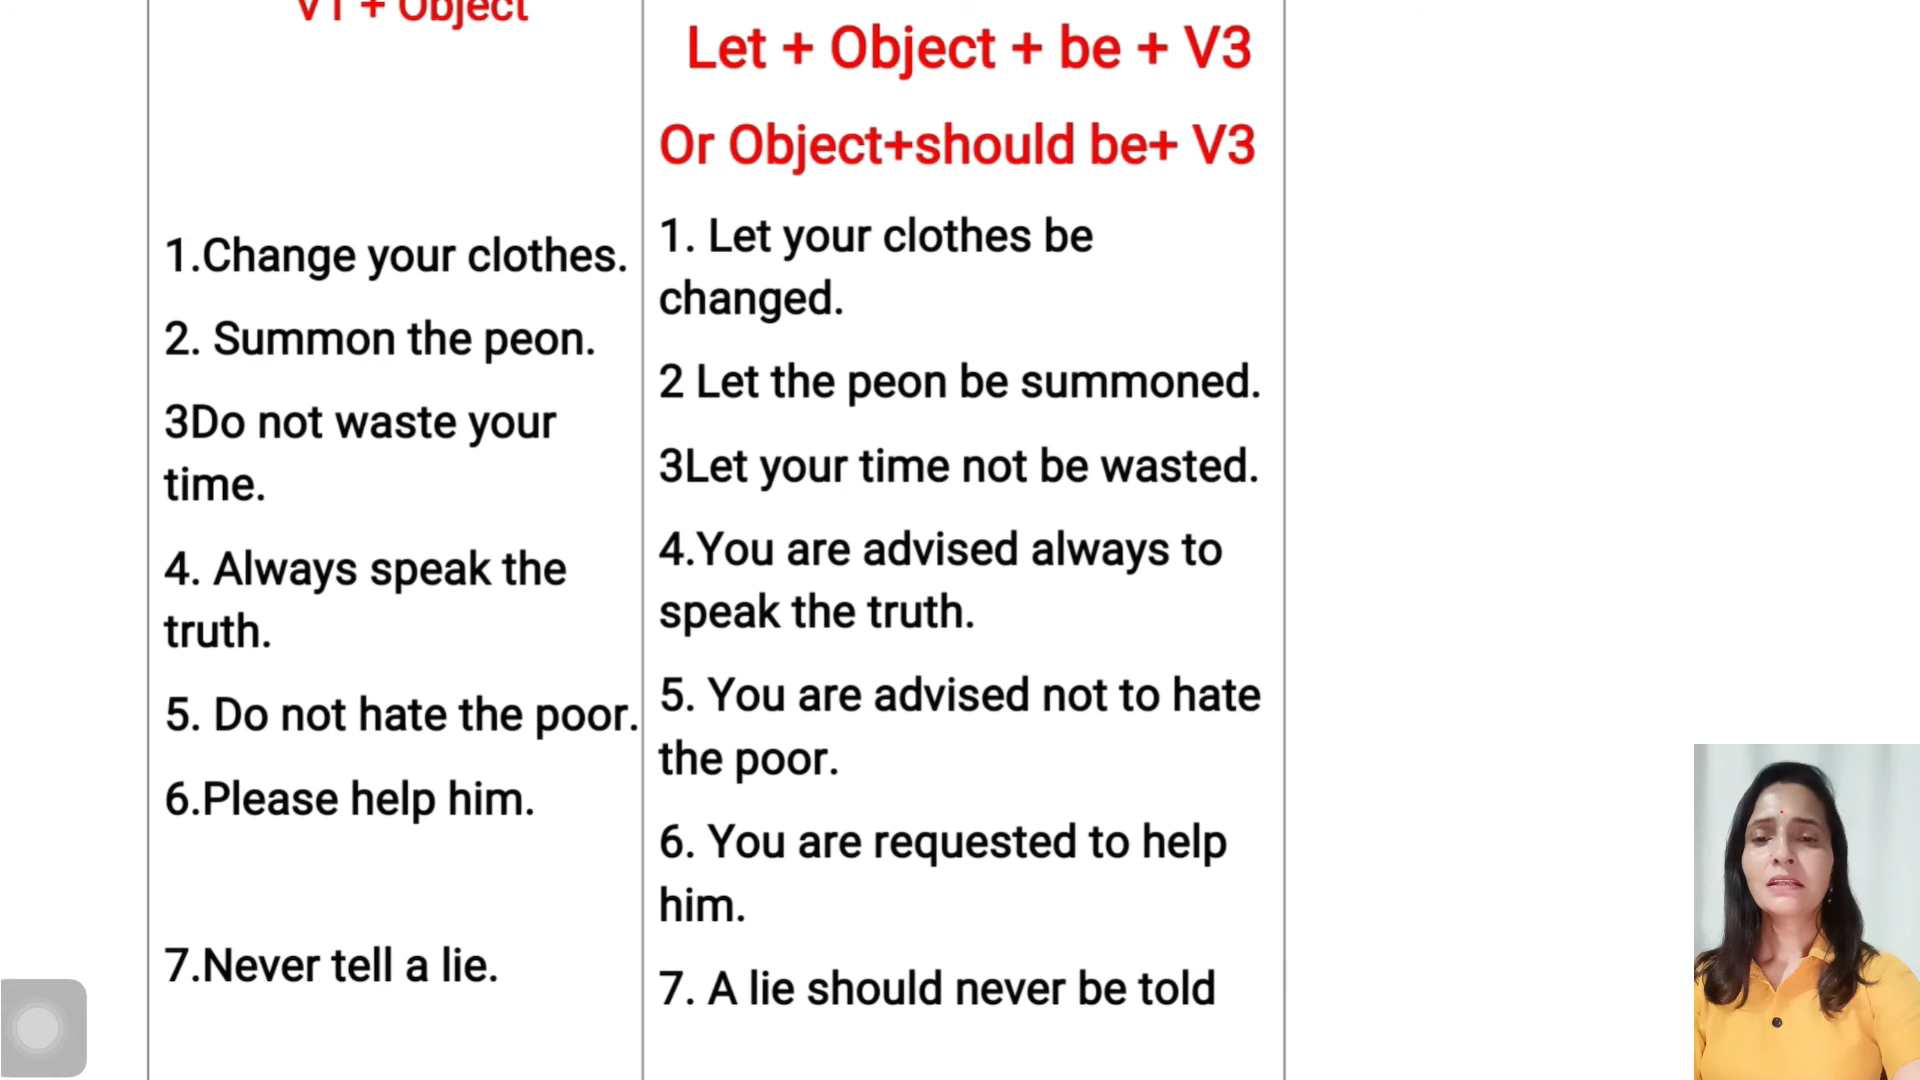 V1 + Object
1.Change your clothes.
2. Summon the peon.
3Do not waste your
time.
4. Always speak the
truth.
5. Do not hate the poor.
6.Please help him.
7.Never tell a lie.
Let + Object + be + V3
Or Object+should be+ V3
1. Let your clothes be
changed.
2 Let the peon be summoned.
3Let your time not be wasted.
4.You are advised always to
speak the truth.
5. You are advised not to hate
the poor.
6. You are requested to help
him.
7. A lie should never be told